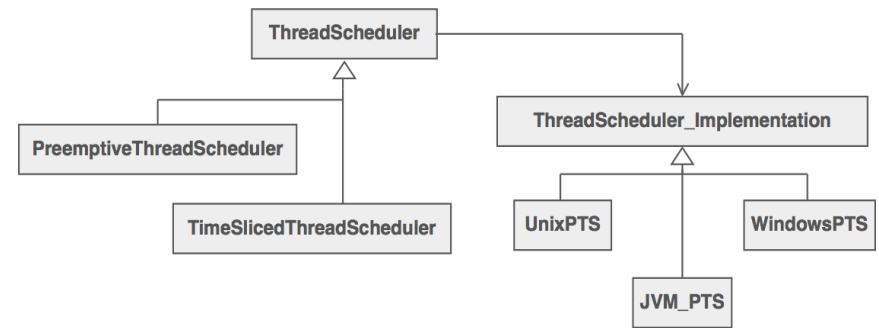 ThreadScheduler
ThreadScheduler_Implementation
PreemptiveThreadScheduler
TimeSlicedThreadScheduler
UnixPTS
WindowsPTS
JVM_PTS